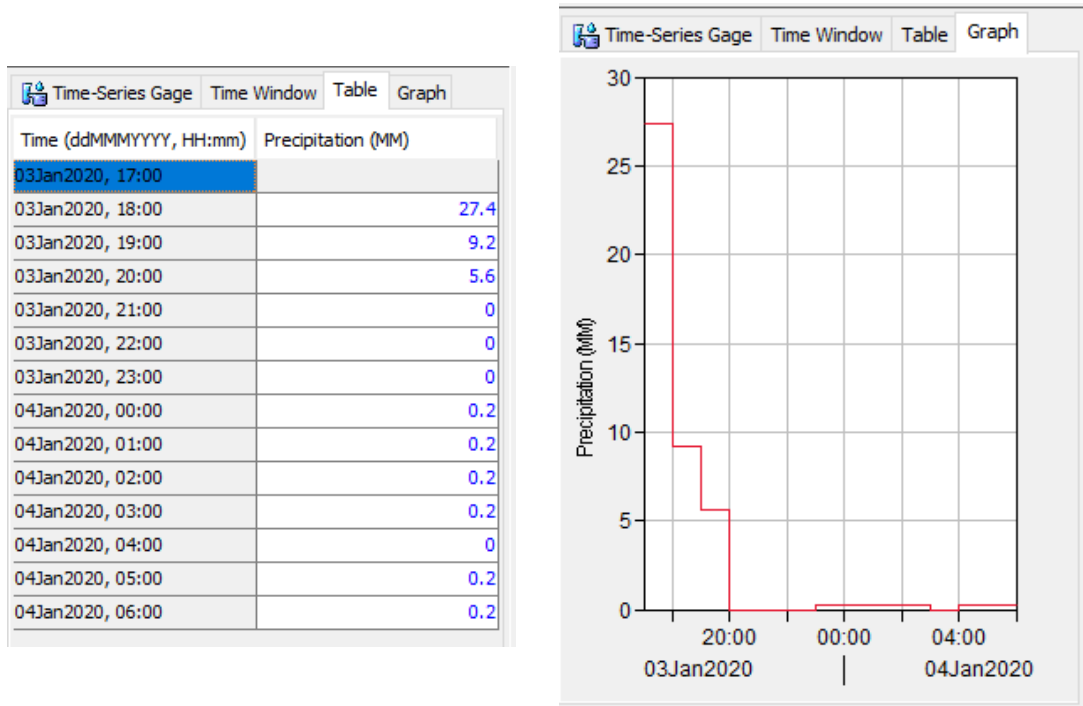 Time-Series Gage Time Window Table Graph
Time (ddMMMYYYY, HH:mm) Precipitation (MM)
03Jan2020, 17:00
03Jan2020, 18:00 27.4
03Jan2020, 19:00 9.2
03Jan2020, 20:00 5.6
03Jan2020, 21:00 0
03Jan2020, 22:00 0
03Jan2020, 23:00 0
04Jan2020, 00:00 0.2
04Jan2020, 01:00 0.2
04Jan2020, 02:00 0.2
04Jan2020, 03:00 0.2
04Jan2020, 04:00 0
04Jan2020, 05:00 0.2
04Jan2020, 06:00 0.2
Time-Series Gage Time Window Table Graph
Precipitation (MM)
30
25
20
15
10
5
0
20:00 00:00 04:00
03Jan2020 04Jan2020